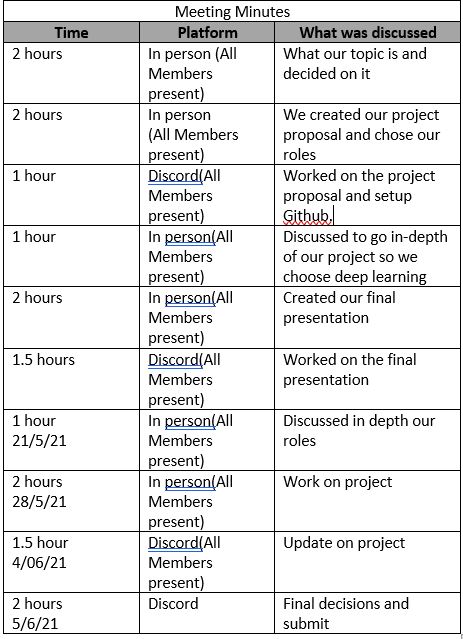 Meeting Minutes
Time Platform What was discussed
2 hours In person (All What our topic is and
Members decided on it
present)
2 hours In person We created our project
(All Members proposal and chose our
present) roles
1 hour Discord(All Worked on the project
Members proposal and setup
present) Github.
1 hour In person(All Discussed to go in-depth
Members of our project so we
present) choose deep learning
2 hours In person(All Created our final
Members presentation
present)
1.5 hours Discord(All Worked on the final
Members presentation
present)
1 hour In person(All Discussed in depth our
21/5/21 Members roles
present)
2 hours In person(All Work on project
28/5/21 Members
present)
1.5 hour Discord(All Update on project
4/06/21 Members
present)
2 hours Discord Final decisions and
5/6/21 submit